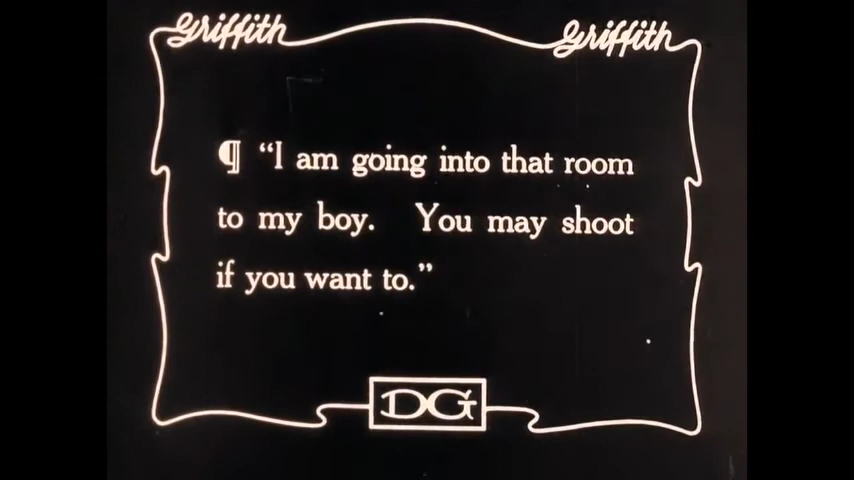 Griffith Griffith
¶ “I am going into that room
to my boy. You may shoot
if you want to.”
DG